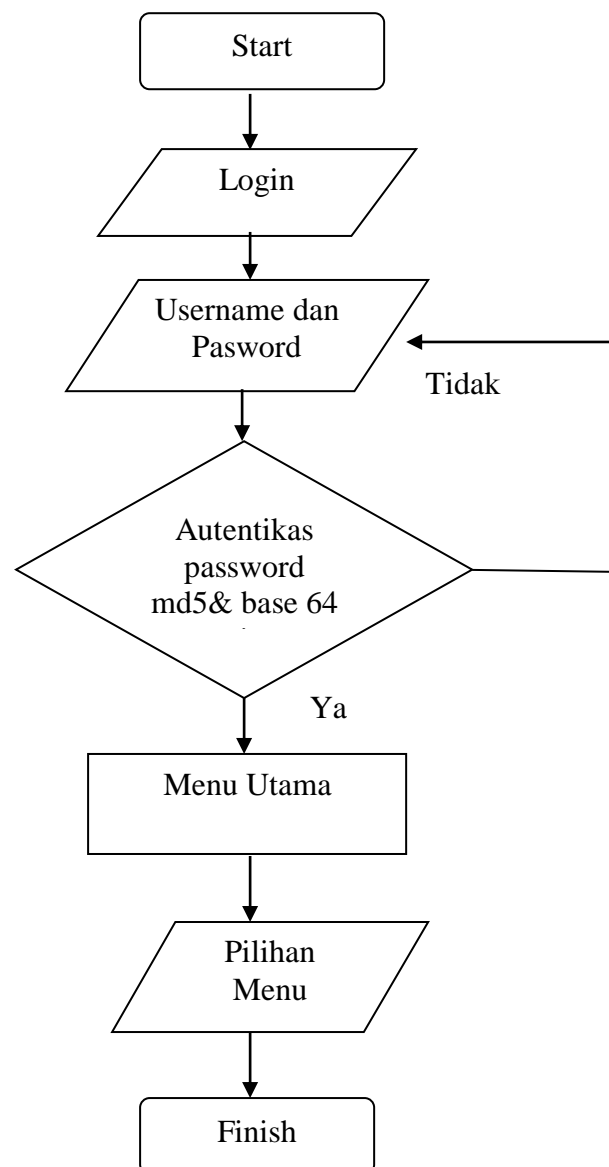 Start
Login
Username dan
Pasword
Tidak
Autentikas
password
md5& base 64
Ya
Menu Utama
Pilihan
Menu
Finish